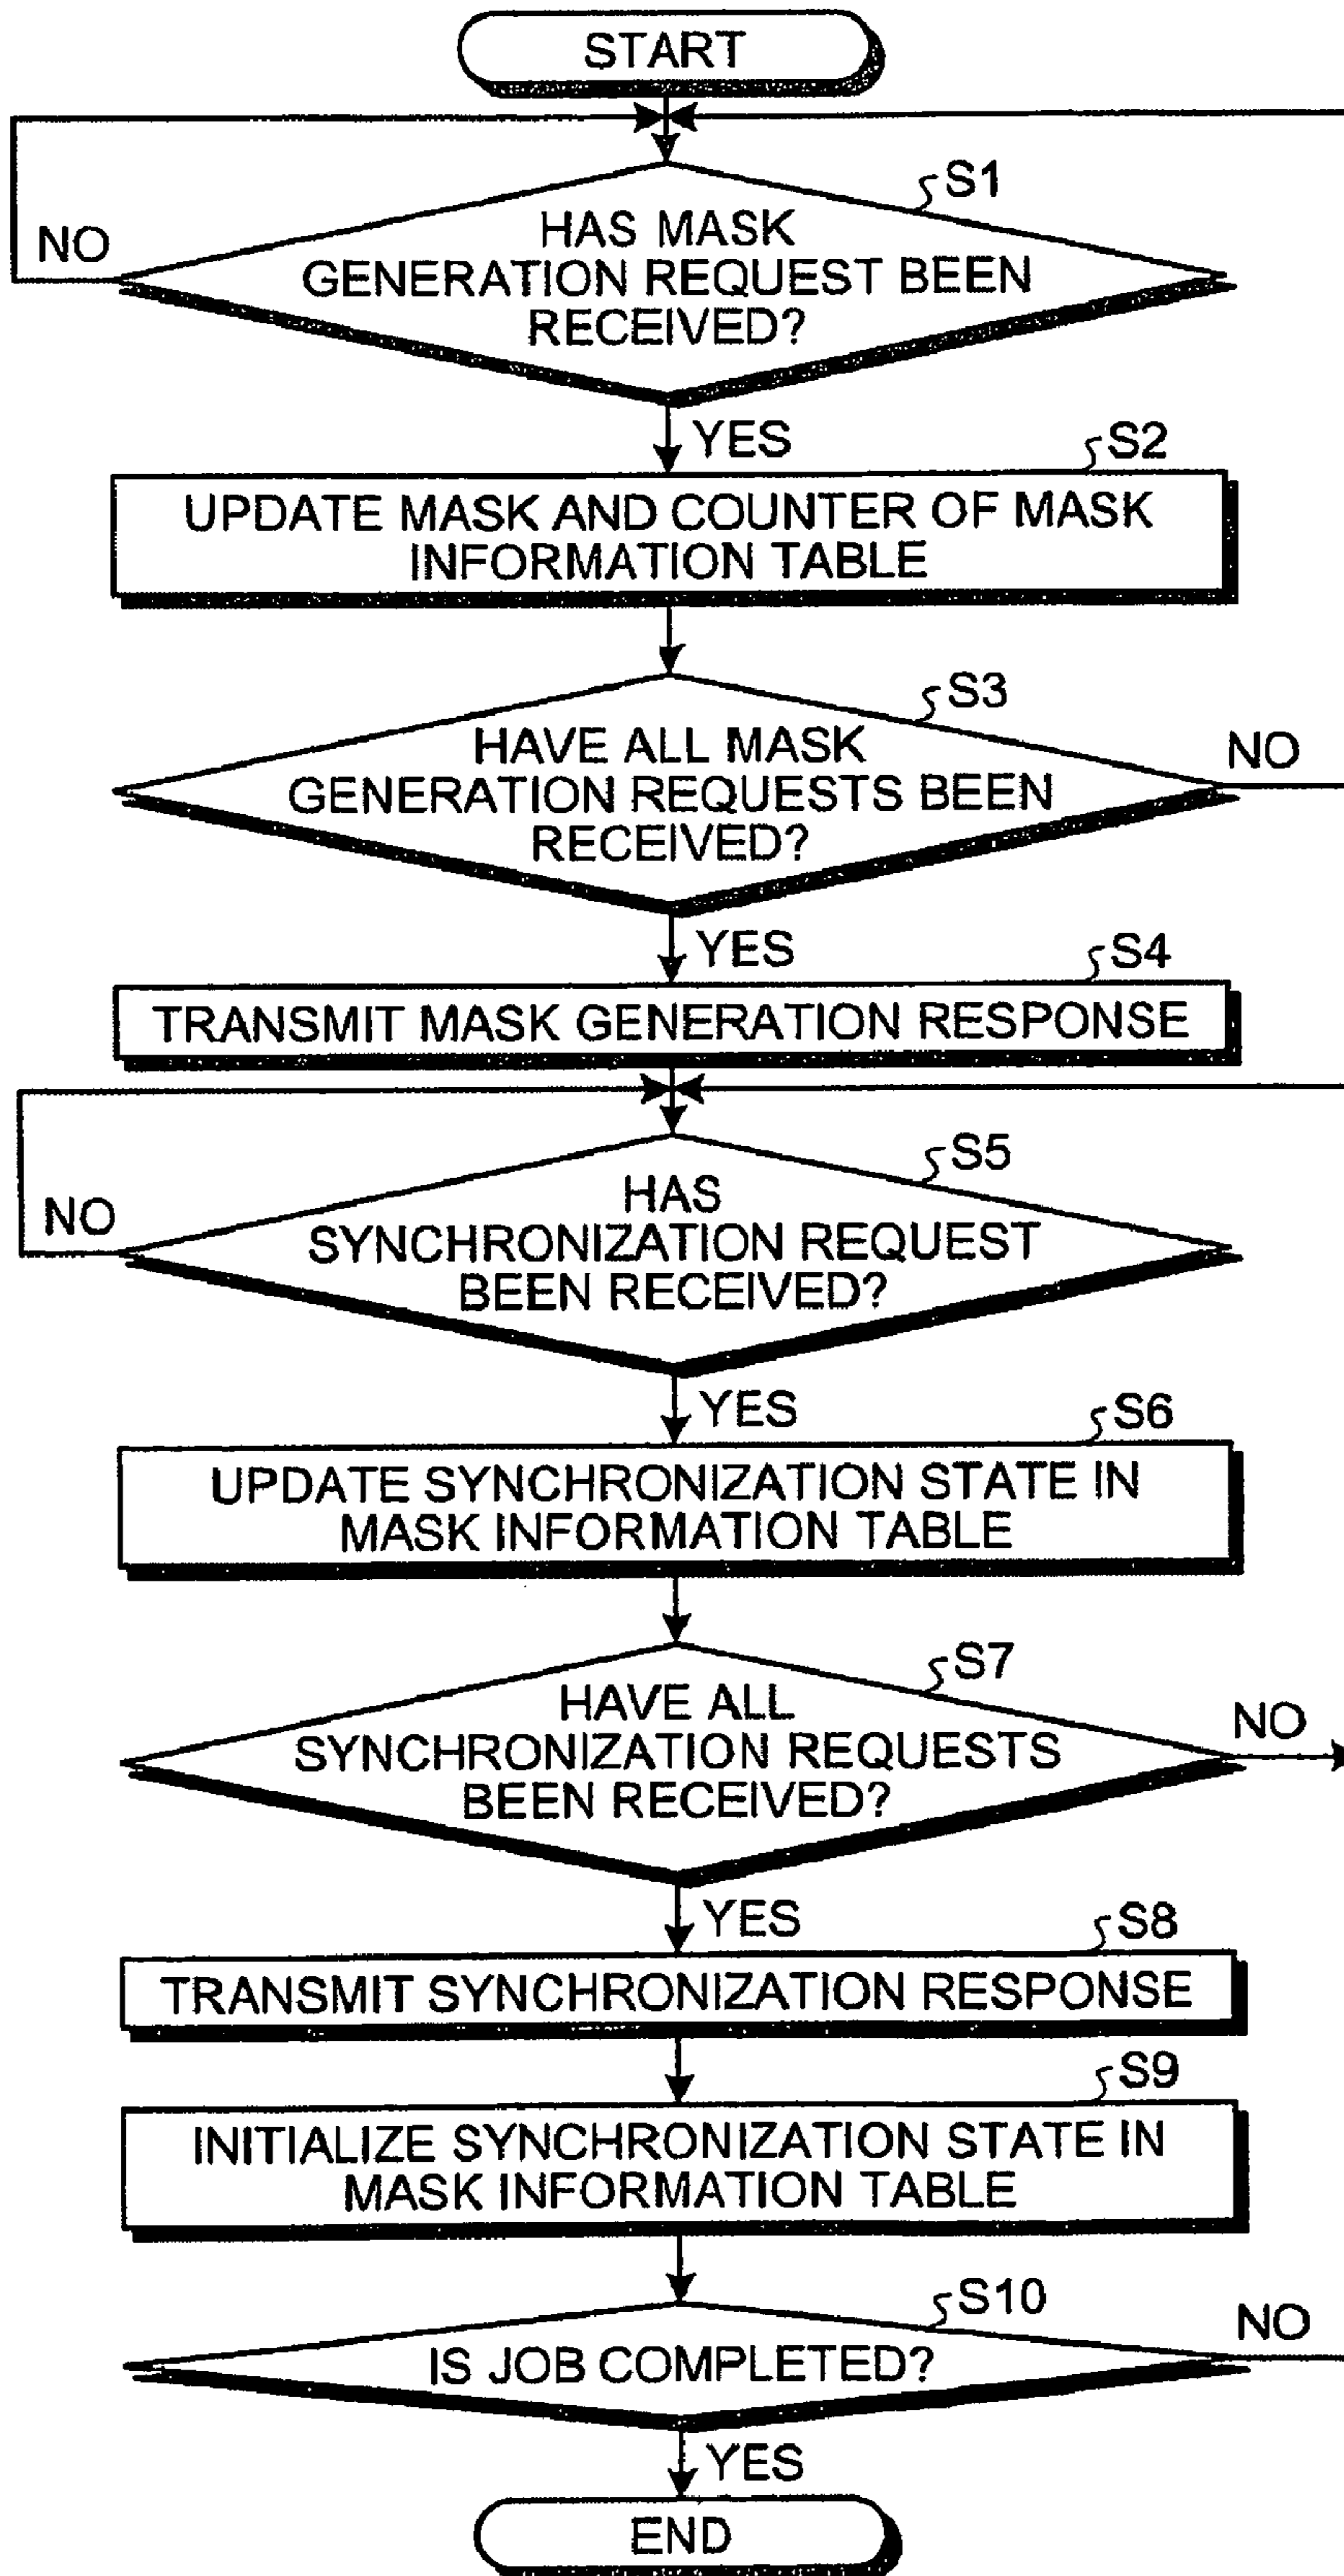 START
S1
HAS MASK
GENERATION REQUEST BEEN
RECEIVED?
NO
YES
S2
UPDATE MASK AND COUNTER OF MASK
INFORMATION TABLE
S3
HAVE ALL MASK
GENERATION REQUESTS BEEN
RECEIVED?
NO
YES
S4
TRANSMIT MASK GENERATION RESPONSE
S5
HAS
SYNCHRONIZATION REQUEST
BEEN RECEIVED?
NO
YES
S6
UPDATE SYNCHRONIZATION STATE IN
MASK INFORMATION TABLE
S7
HAVE ALL
SYNCHRONIZATION REQUESTS
BEEN RECEIVED?
NO
YES
S8
TRANSMIT SYNCHRONIZATION RESPONSE
S9
INITIALIZE SYNCHRONIZATION STATE IN
MASK INFORMATION TABLE
S10
IS JOB COMPLETED?
NO
YES
END